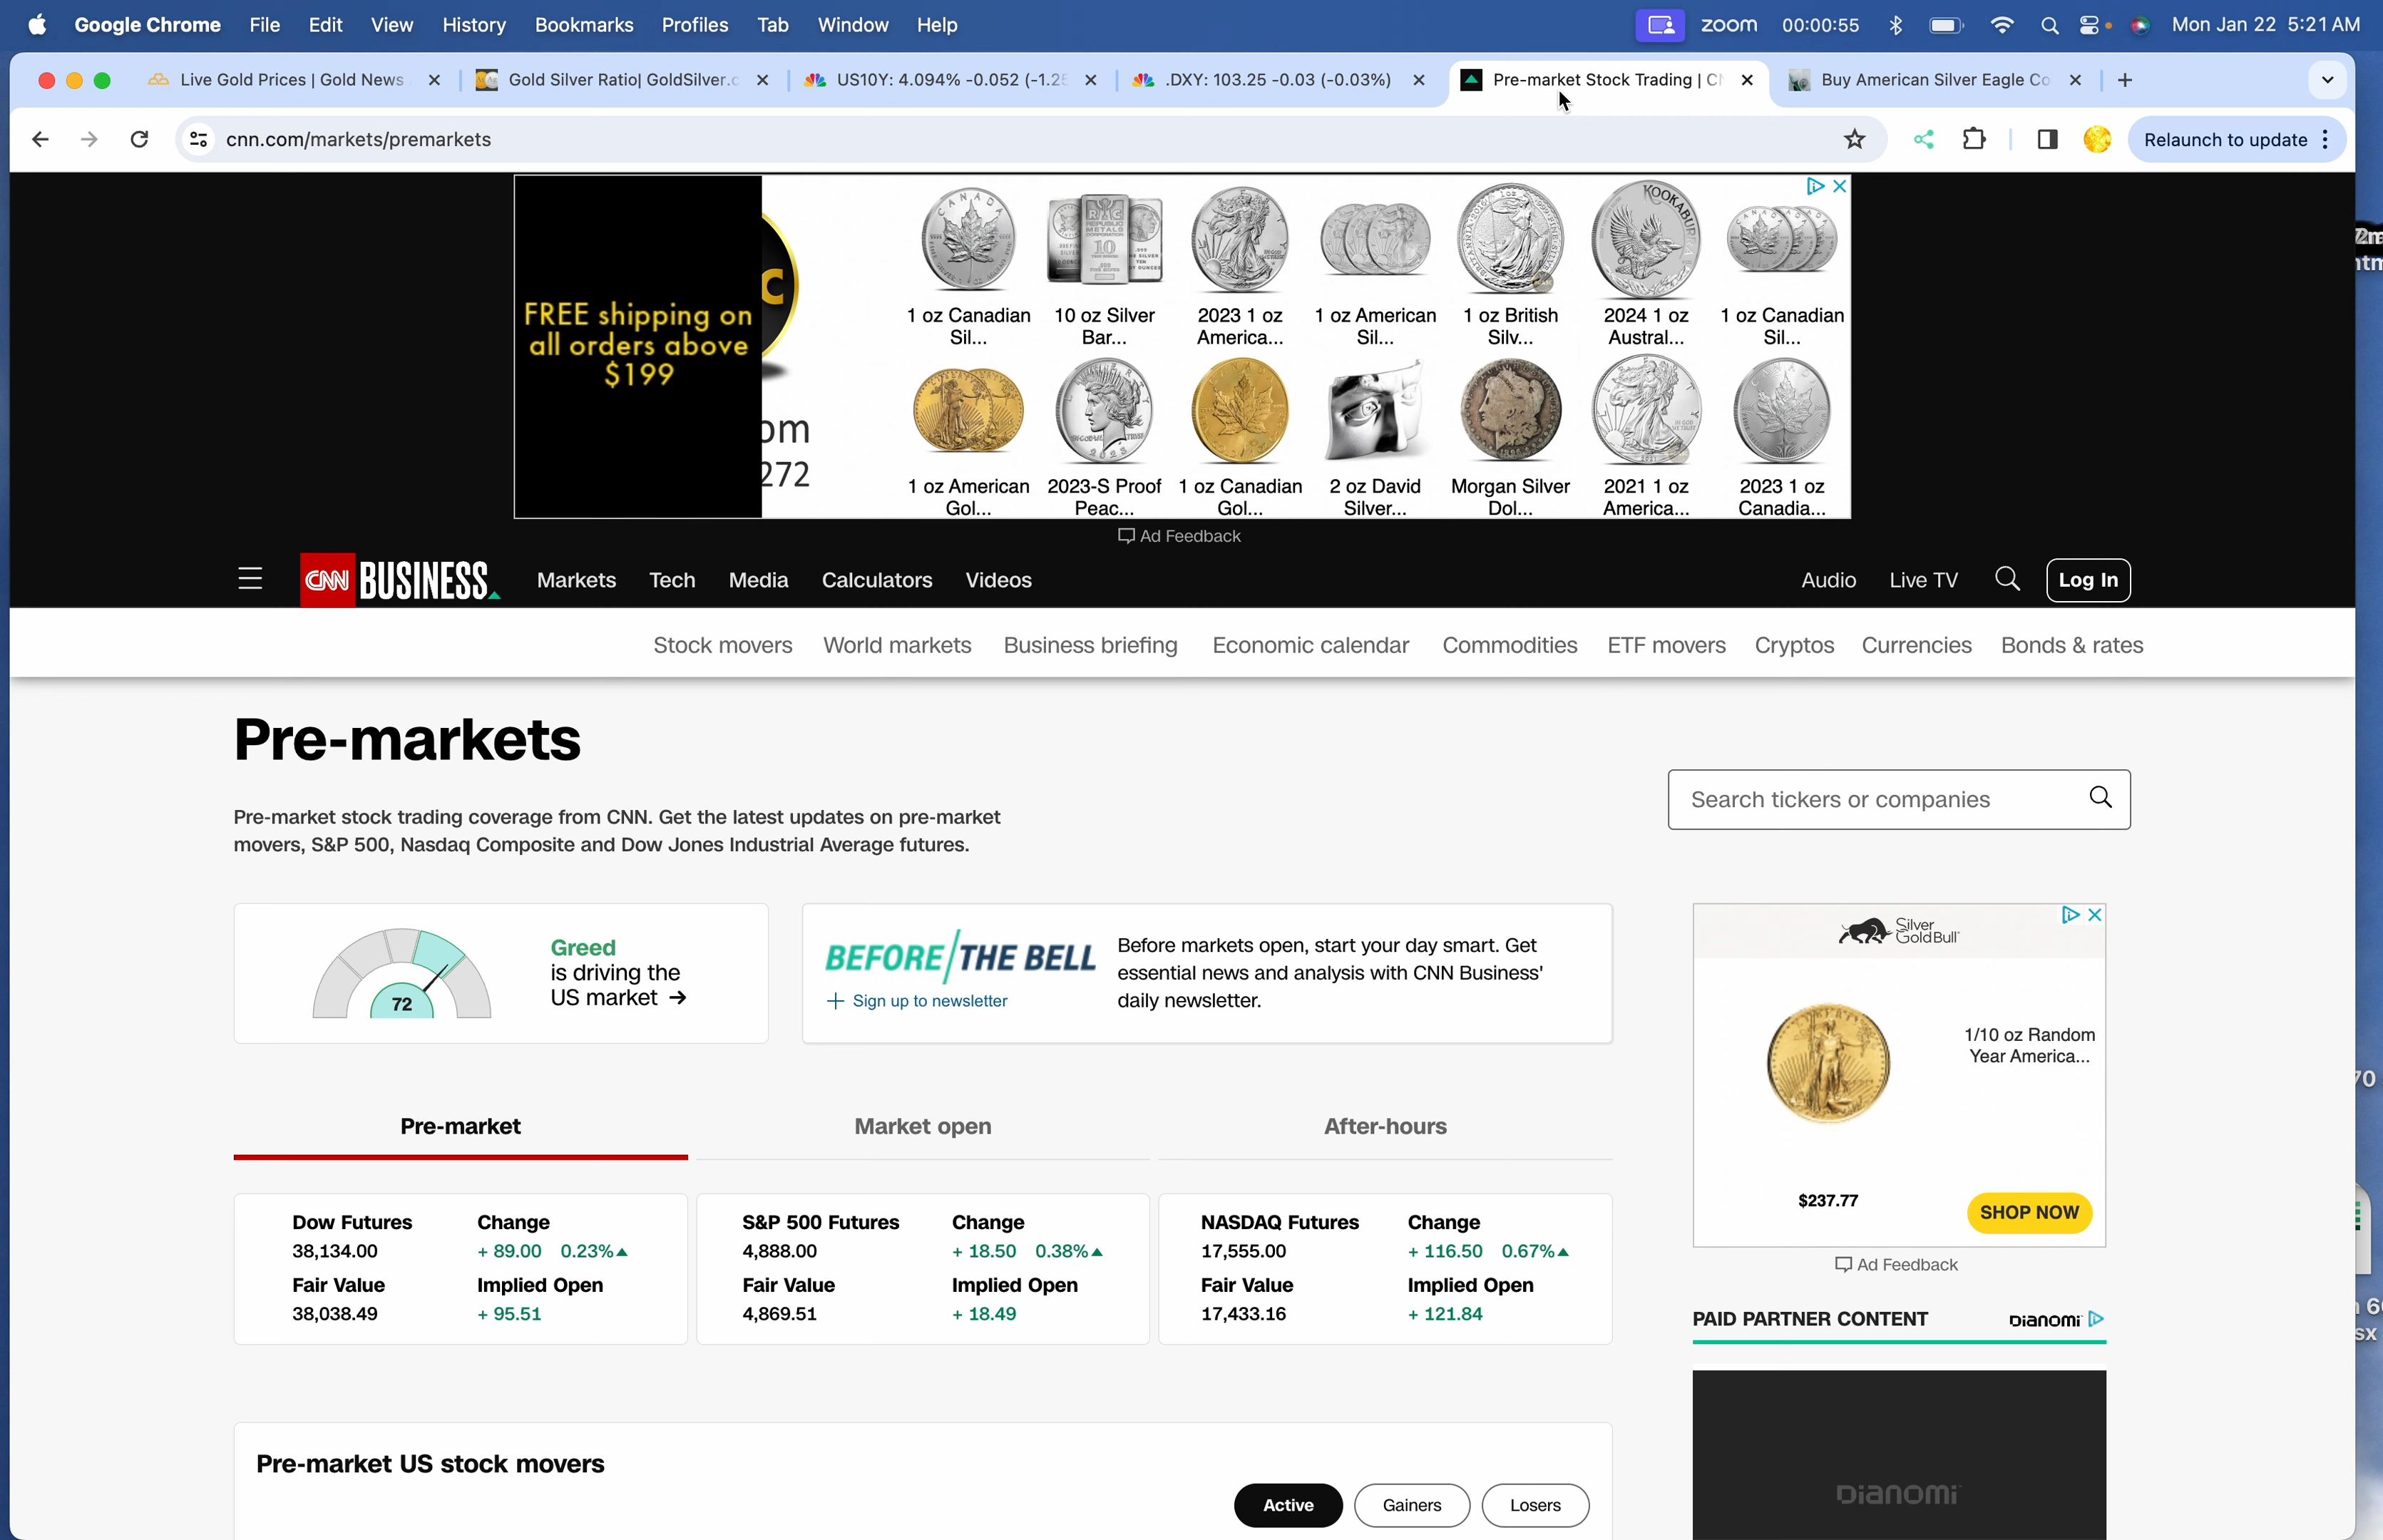 Google Chrome File Edit View History Bookmarks Profiles Tab Window Help zoom 00:00:55 Mon Jan 22 5:21 AM
Live Gold Prices | Gold News Gold Silver Ratio| GoldSilver.c US10Y: 4.094% -0.052 (-1.25 .DXY: 103.25 -0.03 (-0.03%) Pre-market Stock Trading | CN Buy American Silver Eagle Co
cnn.com/markets/premarkets Relaunch to update
FREE shipping on
all orders above
$199
om
272
1 oz Canadian
Sil...
10 oz Silver
Bar...
2023 1 oz
America...
1 oz American
Sil...
1 oz British
Silv...
2024 1 oz
Austral...
1 oz Canadian
Sil...
1 oz American
Gol...
2023-S Proof
Peac...
1 oz Canadian
Gol...
2 oz David
Silver...
Morgan Silver
Dol...
2021 1 oz
America...
2023 1 oz
Canadia...
Ad Feedback
CNN BUSINESS Markets Tech Media Calculators Videos Audio Live TV Log In
Stock movers World markets Business briefing Economic calendar Commodities ETF movers Cryptos Currencies Bonds & rates
Pre-markets
Search tickers or companies
Pre-market stock trading coverage from CNN. Get the latest updates on pre-market
movers, S&P 500, Nasdaq Composite and Dow Jones Industrial Average futures.
72
Greed
is driving the
US market →
BEFORE/THE BELL
+ Sign up to newsletter
Before markets open, start your day smart. Get
essential news and analysis with CNN Business'
daily newsletter.
Silver
Gold Bull
1/10 oz Random
Year America...
$237.77
SHOP NOW
Ad Feedback
Pre-market Market open After-hours
Dow Futures Change
38,134.00 + 89.00 0.23%
Fair Value Implied Open
38,038.49 + 95.51
S&P 500 Futures Change
4,888.00 + 18.50 0.38%
Fair Value Implied Open
4,869.51 + 18.49
NASDAQ Futures Change
17,555.00 + 116.50 0.67%
Fair Value Implied Open
17,433.16 + 121.84
PAID PARTNER CONTENT DIANOMI
DIANOMI
Pre-market US stock movers
Active Gainers Losers